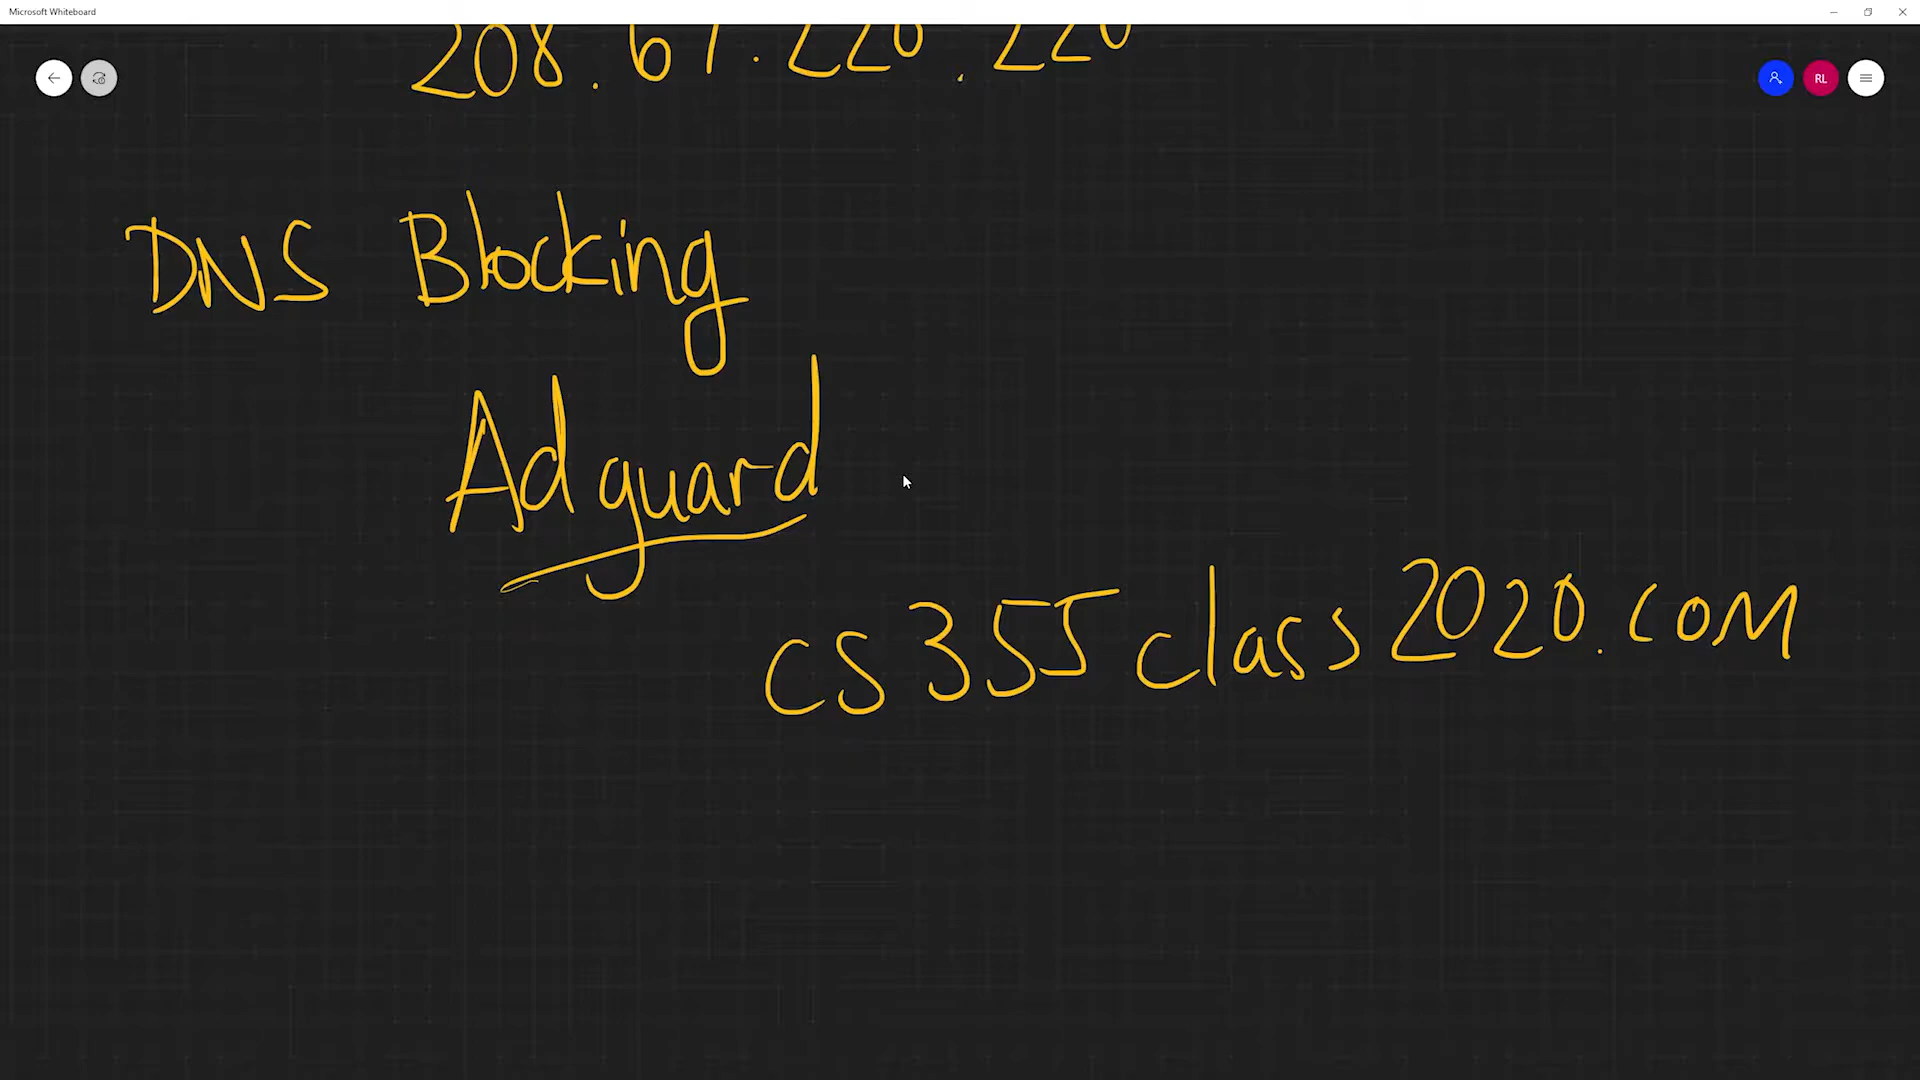 Microsoft Whiteboard
208.67.220.220
RL
DNS Blocking
Adguard
cs355class2020.com